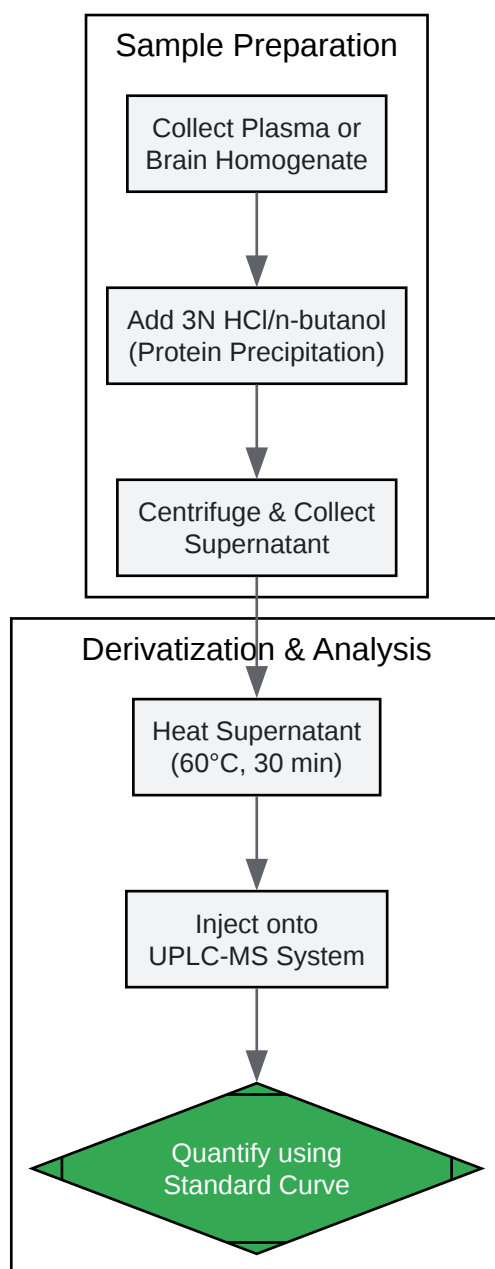 Sample Preparation
Collect Plasma or
Brain Homogenate
Add 3N HCl/n-butanol
(Protein Precipitation)
Centrifuge & Collect
Supernatant
Derivatization & Analysis
Heat Supernatant
(60°C, 30 min)
Inject onto
UPLC-MS System
Quantify using
Standard Curve